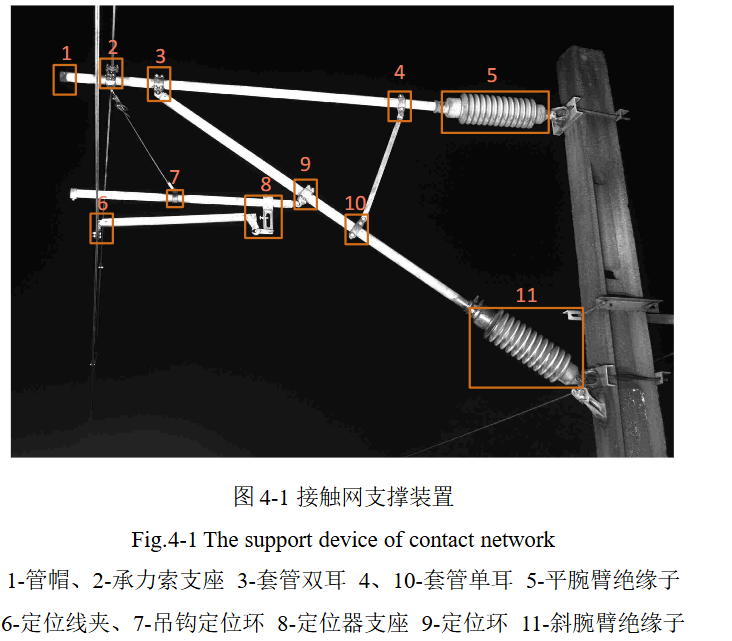 1
2
3
4
5
6
7
8
9
10
11
图 4-1 接触网支撑装置
Fig.4-1 The support device of contact network
1-管帽、2-承力索支座 3-套管双耳 4、10-套管单耳 5-平腕臂绝缘子
6-定位线夹、7-吊钩定位环 8-定位器支座 9-定位环 11-斜腕臂绝缘子